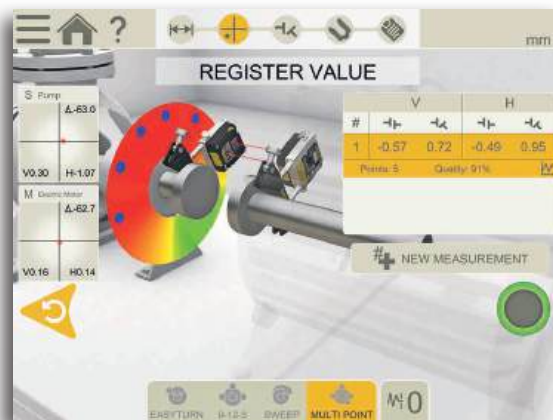 ?
mm
REGISTER VALUE
S Pump
∡-63.0
V0.30 H-1.07
M Electric Motor
∡-62.7
V0.16 H0.14
V H
#
1 -0.57 0.72 -0.49 0.95
Points: 5 Quality: 91%
#+ NEW MEASUREMENT
EASYTURN 9-12-3 SWEEP MULTI POINT 0